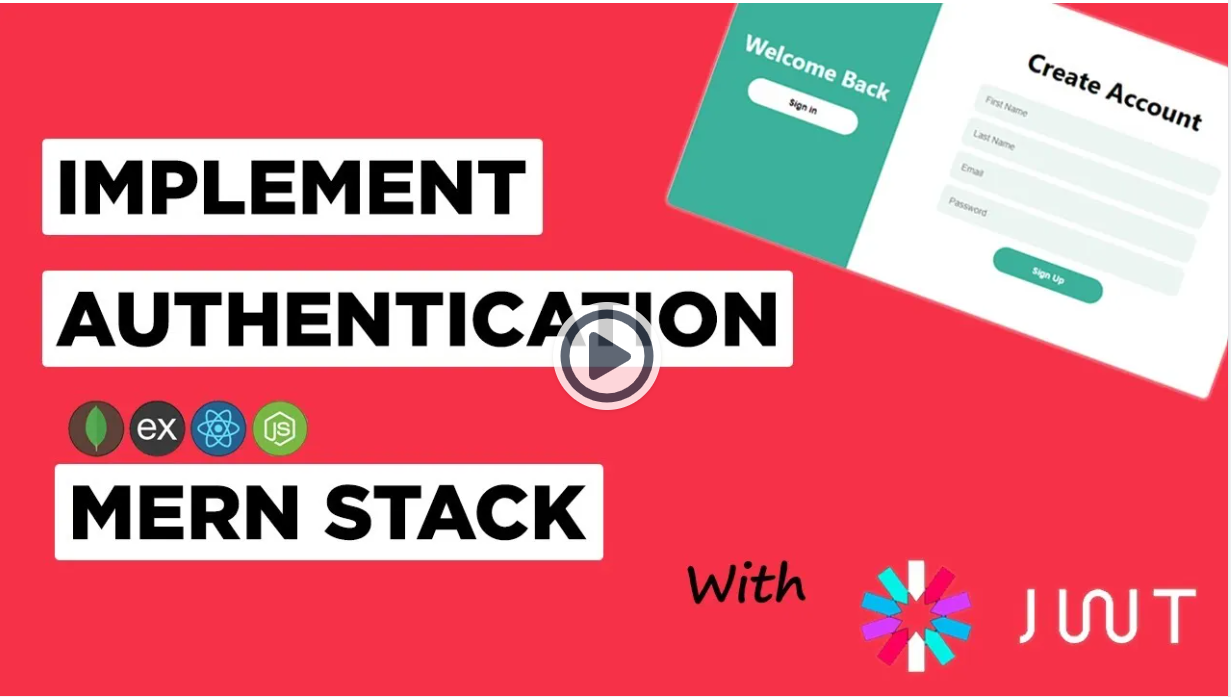 Welcome Back
Sign in
Create Account
First Name
Last Name
Email
Password
Sign Up
IMPLEMENT
AUTHENTICATION
ex
JS
MERN STACK
With
JWT